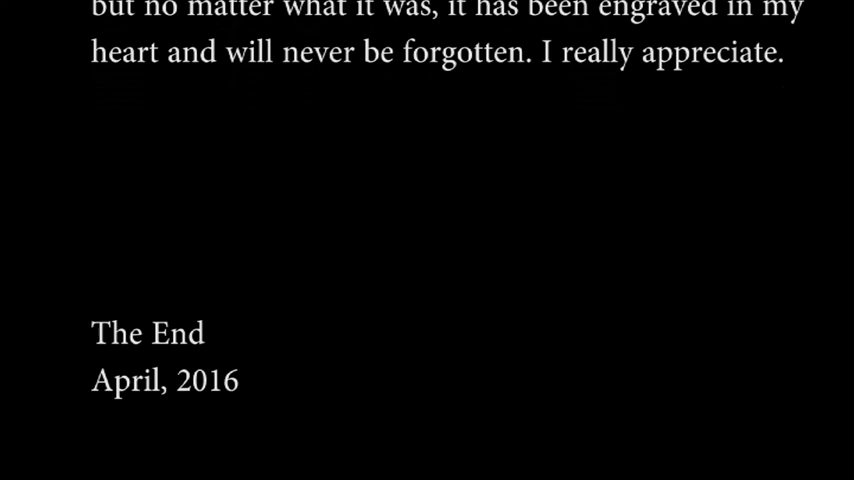 but no matter what it was, it has been engraved in my
heart and will never be forgotten. I really appreciate.
The End
April, 2016